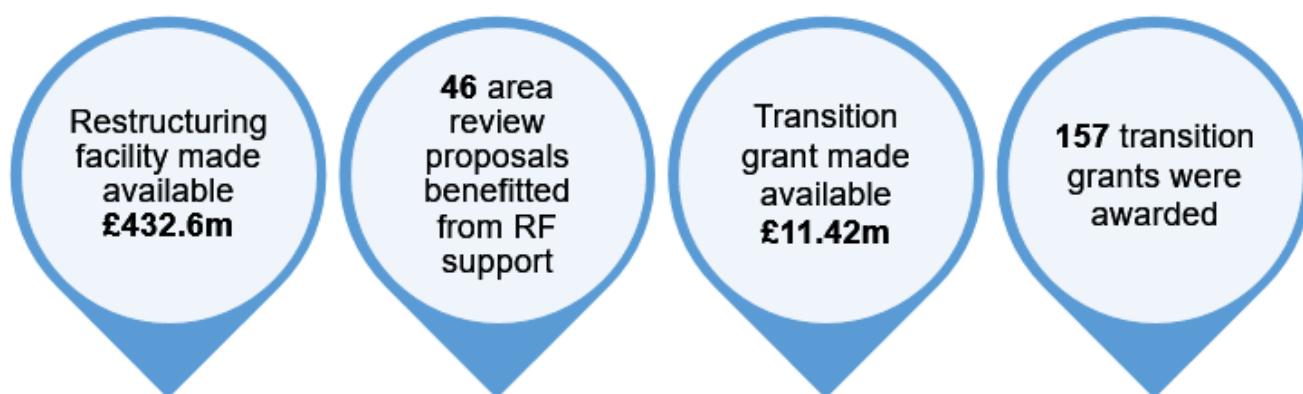 Restructuring
facility made
available
£432.6m
46 area
review
proposals
benefitted
from RF
support
Transition
grant made
available
£11.42m
157 transition
grants were
awarded